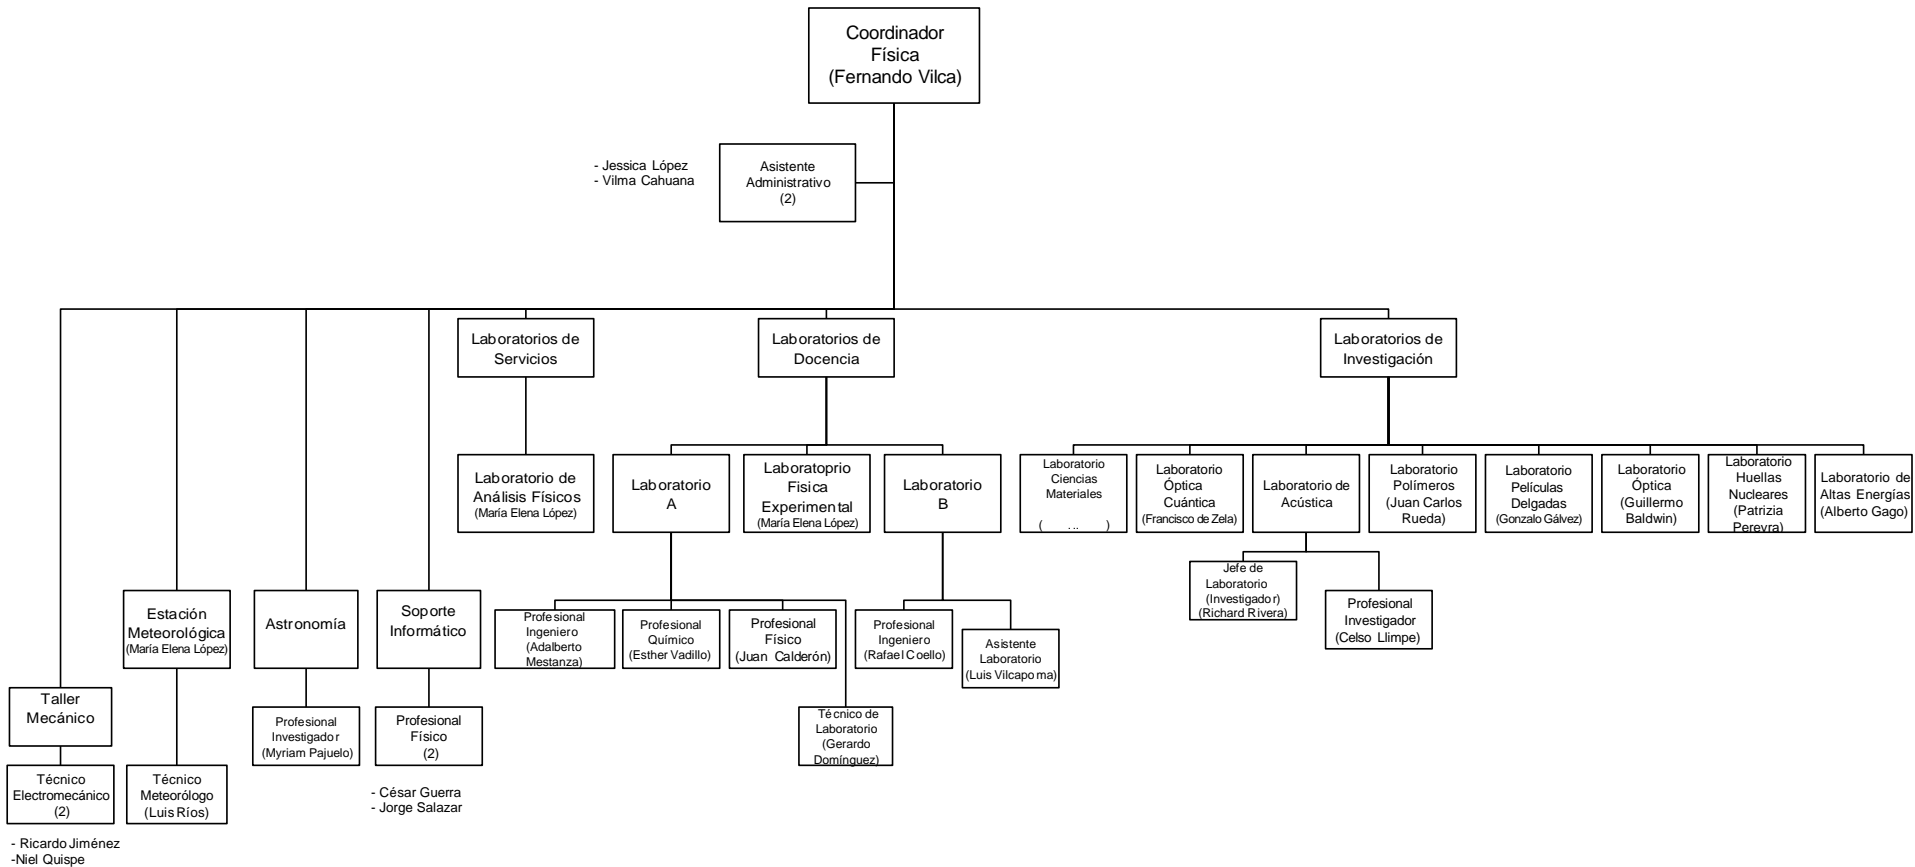 Coordinador
Física
(Fernando Vilca)
- Jessica López
- Vilma Cahuana
Asistente
Administrativo
(2)
Laboratorios de
Servicios
Laboratorios de
Docencia
Laboratorios de
Investigación
Laboratorio de
Análisis Físicos
(María Elena López)
Laboratorio
A
Laboratoprio
Fisica
Experimental
(María Elena López)
Laboratorio
B
Laboratorio
Ciencias
Materiales
Laboratorio
Óptica
Cuántica
(Francisco de Zela)
Laboratorio de
Acústica
Laboratorio
Polímeros
(Juan Carlos
Rueda)
Laboratorio
Películas
Delgadas
(Gonzalo Gálvez)
Laboratorio
Óptica
(Guillermo
Baldwin)
Laboratorio
Huellas
Nucleares
(Patrizia
Pereyra)
Laboratorio de
Altas Energías
(Alberto Gago)
Jefe de
Laboratorio
(Investigador)
(Richard Rivera)
Profesional
Investigador
(Celso Llimpe)
Estación
Meteorológica
(María Elena López)
Astronomía
Soporte
Informático
Profesional
Ingeniero
(Adalberto
Mestanza)
Profesional
Químico
(Esther Vadillo)
Profesional
Físico
(Juan Calderón)
Profesional
Ingeniero
(Rafael Coello)
Asistente
Laboratorio
(Luis Vilcapoma)
Taller
Mecánico
Profesional
Investigador
(Myriam Pajuelo)
Profesional
Físico
(2)
Técnico de
Laboratorio
(Gerardo
Domínguez)
Técnico
Electromecánico
(2)
Técnico
Meteorólogo
(Luis Ríos)
- César Guerra
- Jorge Salazar
- Ricardo Jiménez
-Niel Quispe